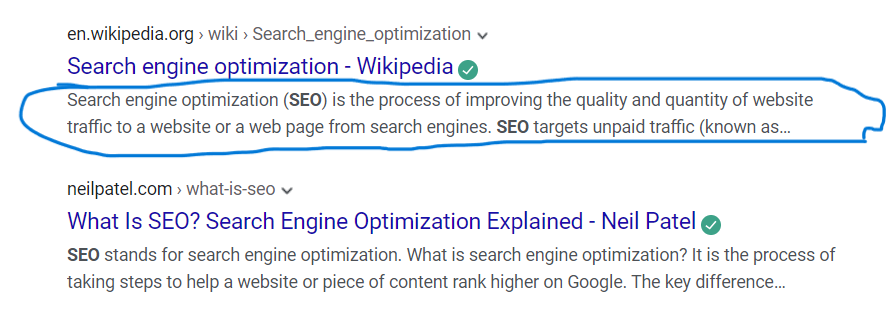 en.wikipedia.org › wiki › Search_engine_optimization
Search engine optimization - Wikipedia
Search engine optimization (SEO) is the process of improving the quality and quantity of website
traffic to a website or a web page from search engines. SEO targets unpaid traffic (known as...
neilpatel.com › what-is-seo
What Is SEO? Search Engine Optimization Explained - Neil Patel
SEO stands for search engine optimization. What is search engine optimization? It is the process of
taking steps to help a website or piece of content rank higher on Google. The key difference...